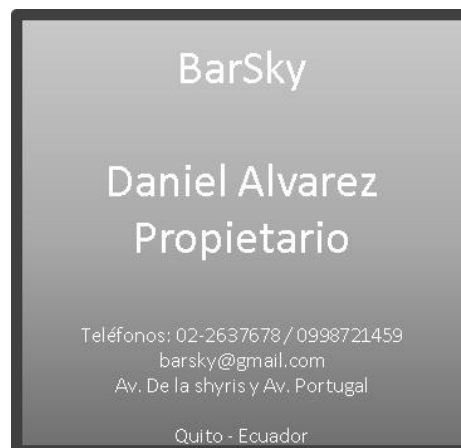 BarSky
Daniel Alvarez
Propietario
Teléfonos: 02-2637678 / 0998721459
barsky@gmail.com
Av. De la shyris y Av. Portugal
Quito - Ecuador